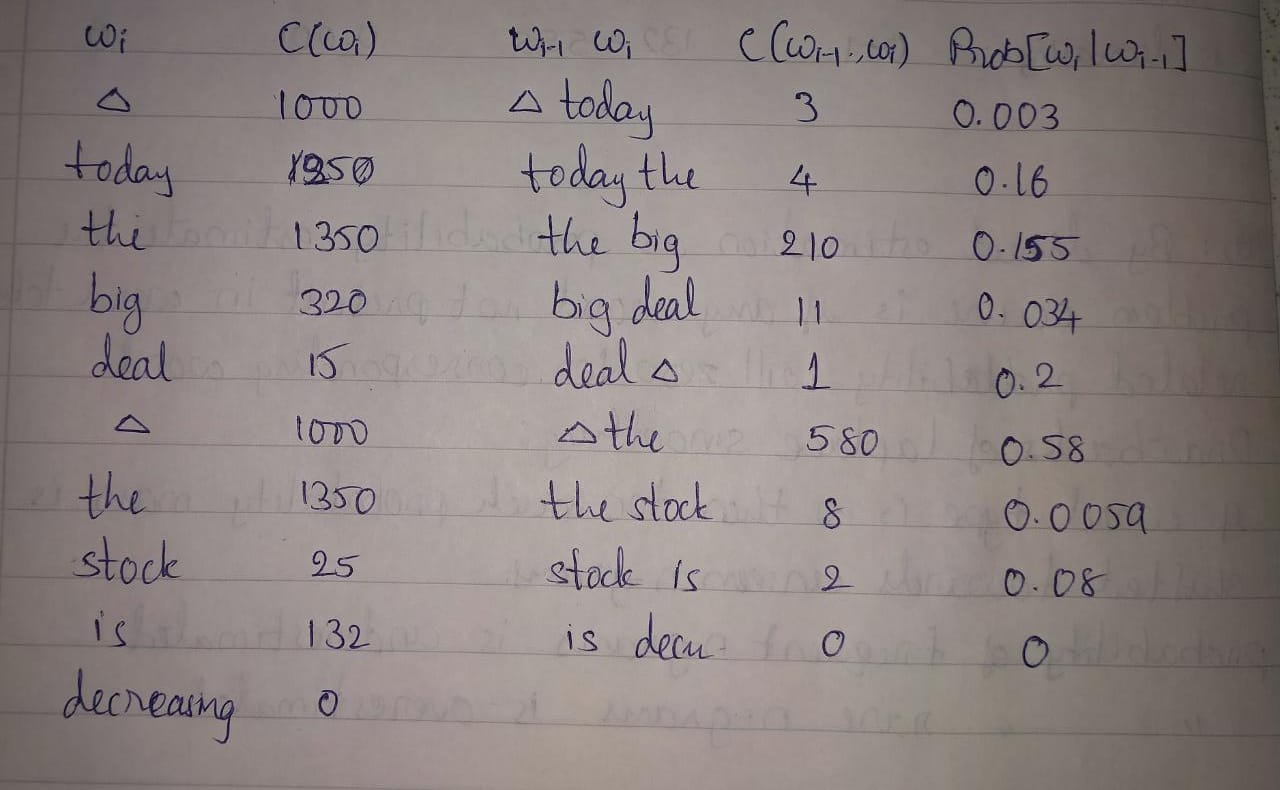 wi C(wi) wi-1 wi C(wi-1, wi) Prob[wi|wi-1]
△ 1000 △ today 3 0.003
today today the 4 0.16
the 1350 the big 210 0.155
big 320 big deal 11 0.034
deal 15 deal △ 1 0.2
△ 1000 △ the 580 0.58
the 1350 the stock 8 0.0059
stock 25 stock is 2 0.08
is 132 is decu- 0 0
decreasing 0